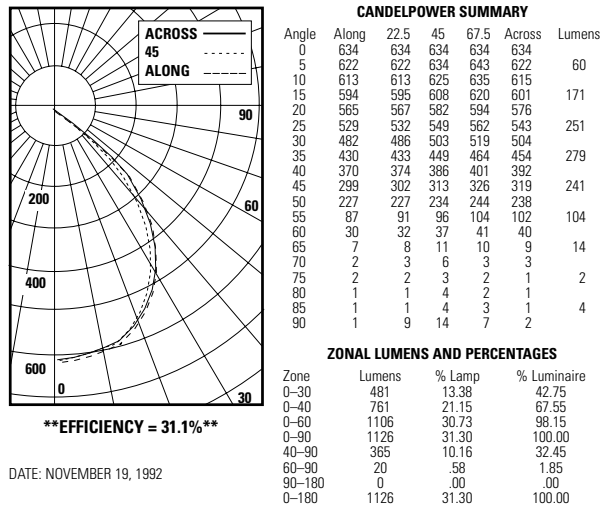 ACROSS
45
ALONG
90
60
30
0
200
400
600
**EFFICIENCY = 31.1%**
DATE: NOVEMBER 19, 1992
CANDELPOWER SUMMARY
Angle Along 22.5 45 67.5 Across Lumens
0 634 634 634 634 634
5 622 622 634 643 622 60
10 613 613 625 635 615
15 594 595 608 620 601 171
20 565 567 582 594 576
25 529 532 549 562 543 251
30 482 486 503 519 504
35 430 433 449 464 454 279
40 370 374 386 401 392
45 299 302 313 326 319 241
50 227 227 234 244 238
55 87 91 96 104 102 104
60 30 32 37 41 40
65 7 8 11 10 9 14
70 2 3 6 3 3
75 2 2 3 2 1 2
80 1 1 4 2 1
85 1 1 4 3 1 4
90 1 9 14 7 2
ZONAL LUMENS AND PERCENTAGES
Zone Lumens % Lamp % Luminaire
0–30 481 13.38 42.75
0–40 761 21.15 67.55
0–60 1106 30.73 98.15
0–90 1126 31.30 100.00
40–90 365 10.16 32.45
60–90 20 .58 1.85
90–180 0 .00 .00
0–180 1126 31.30 100.00